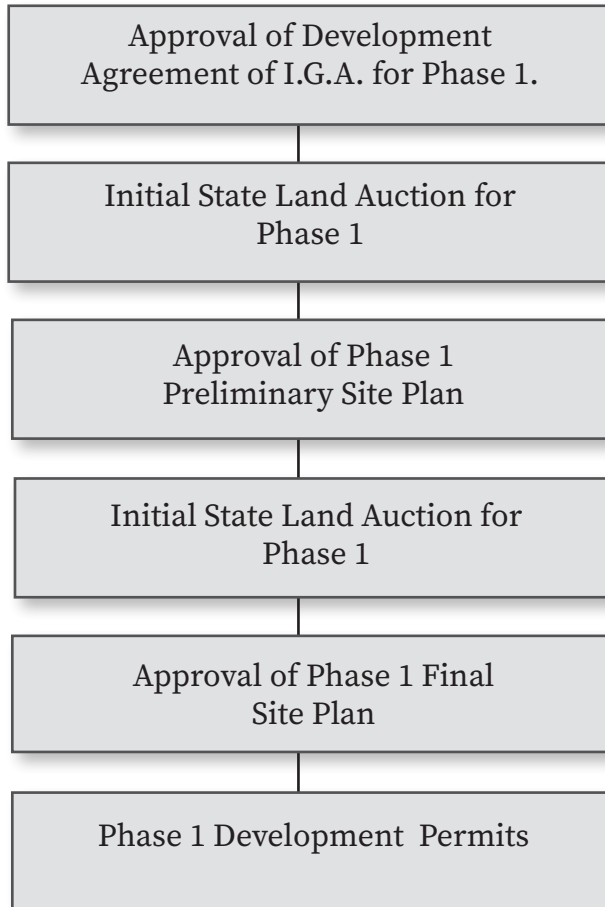 Approval of Development
Agreement of I.G.A. for Phase 1.
Initial State Land Auction for
Phase 1
Approval of Phase 1
Preliminary Site Plan
Initial State Land Auction for
Phase 1
Approval of Phase 1 Final
Site Plan
Phase 1 Development Permits